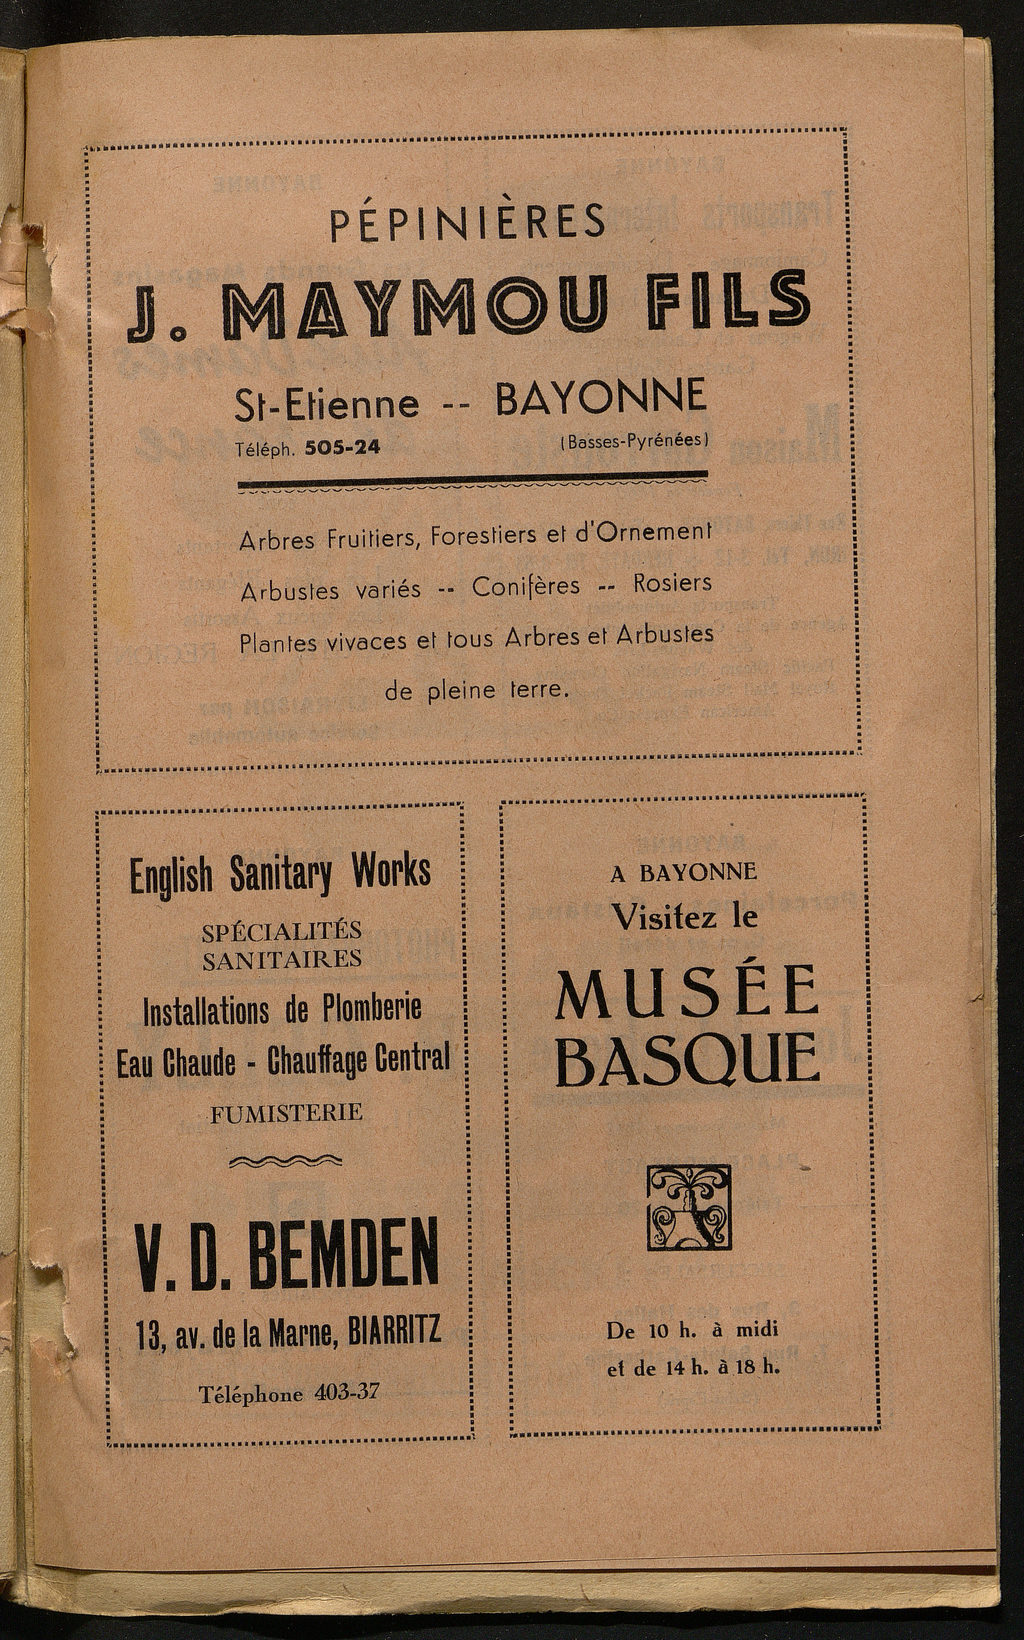 PÉPINIÈRES
J. MAYMOU FILS
St-Etienne -- BAYONNE
Téléph. 505-24 (Basses-Pyrénées)
Arbres Fruitiers, Forestiers et d'Ornement
Arbustes variés -- Conifères -- Rosiers
Plantes vivaces et tous Arbres et Arbustes
de pleine terre.
English Sanitary Works
SPÉCIALITÉS
SANITAIRES
Installations de Plomberie
Eau Chaude - Chauffage Central
FUMISTERIE
V. D. BEMDEN
13, av. de la Marne, BIARRITZ
Téléphone 403-37
A BAYONNE
Visitez le
MUSÉE
BASQUE
De 10 h. à midi
et de 14 h. à 18 h.